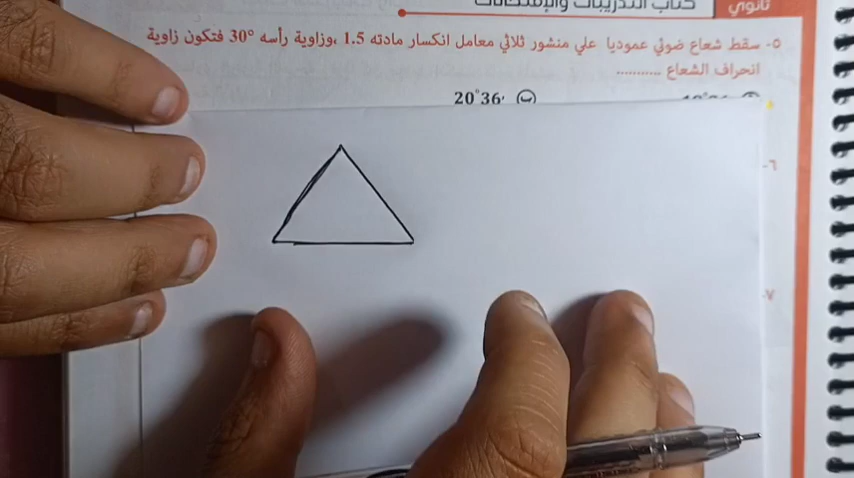 ثانوي
كتاب التدريبات والامتحانات
٥- سقط شعاع ضوئي عموديا علي منشور ثلاثي معامل انكسار مادته 1.5 ،وزاوية رأسه 30° فتكون زاوية
انحراف الشعاع ...........
ب 20°36′
٦-
٧-